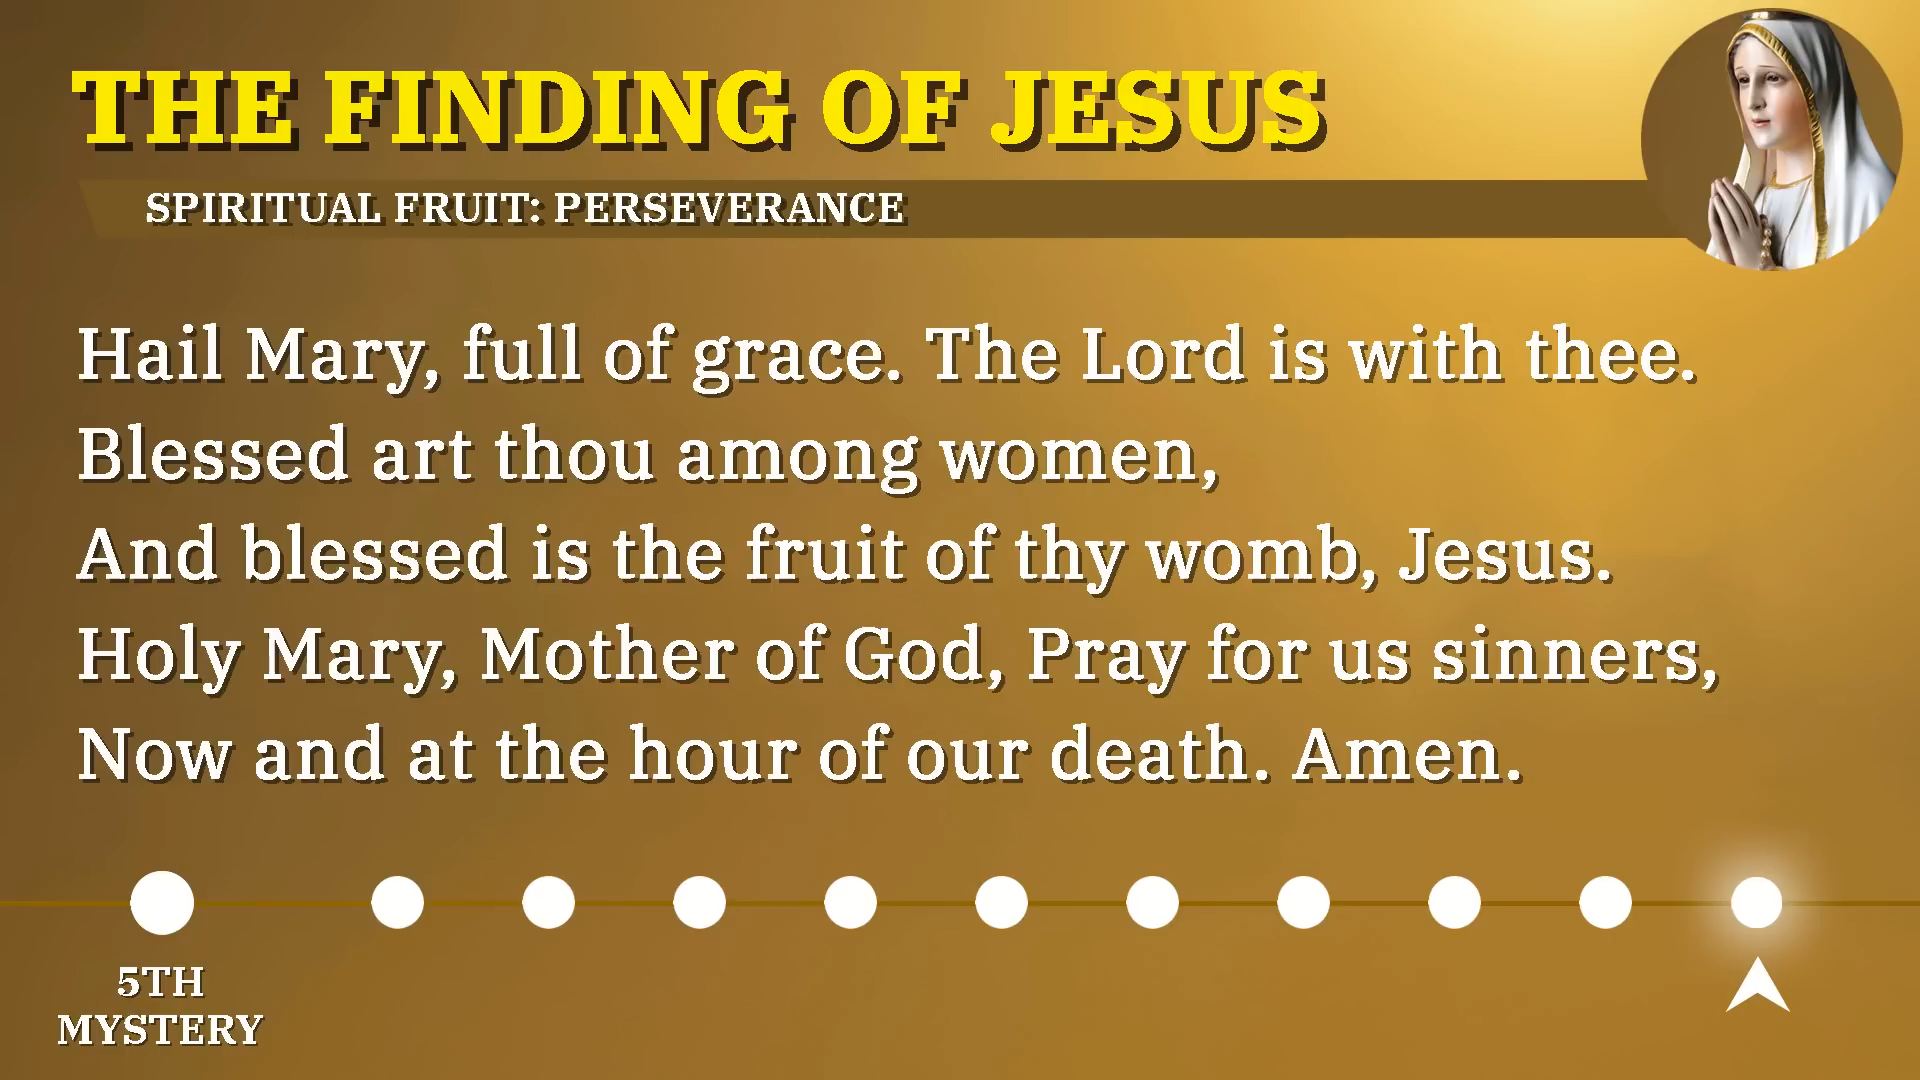 THE FINDING OF JESUS
SPIRITUAL FRUIT: PERSEVERANCE
Hail Mary, full of grace. The Lord is with thee.
Blessed art thou among women,
And blessed is the fruit of thy womb, Jesus.
Holy Mary, Mother of God, Pray for us sinners,
Now and at the hour of our death. Amen.
5TH
MYSTERY